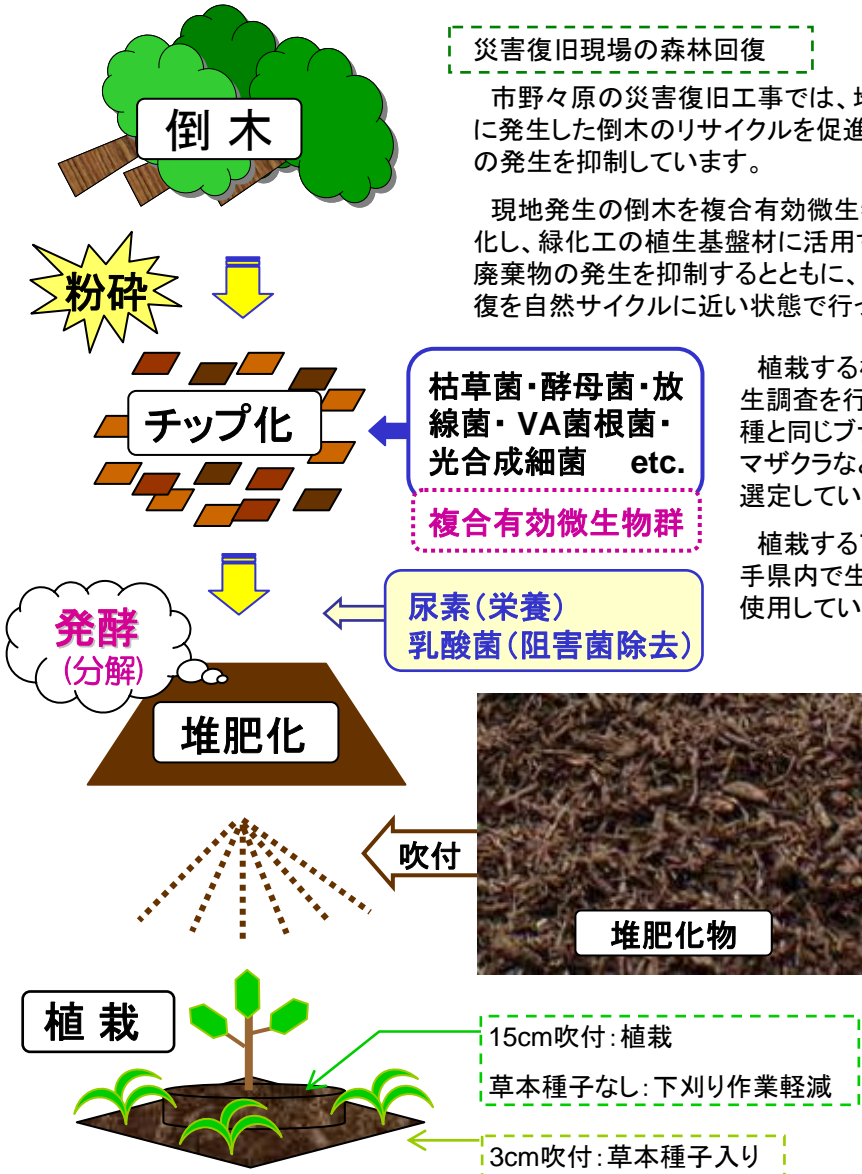 倒 木
粉砕
チップ化
枯草菌・酵母菌・放
線菌・ VA菌根菌・
光合成細菌 etc.
複合有効微生物群
尿素（栄養）
乳酸菌（阻害菌除去）
発酵
(分解)
堆肥化
吹付
堆肥化物
植 栽
15cm吹付：植栽
草本種子なし：下刈り作業軽減
3cm吹付：草本種子入り
災害復旧現場の森林回復
市野々原の災害復旧工事では、
に発生した倒木のリサイクルを促進
の発生を抑制しています。
現地発生の倒木を複合有効微生
化し、緑化工の植生基盤材に活用
廃棄物の発生を抑制するとともに、
復を自然サイクルに近い状態で行
植栽する
生調査を行
種と同じブ
マザクラな
選定してい
植栽する
手県内で生
使用してい